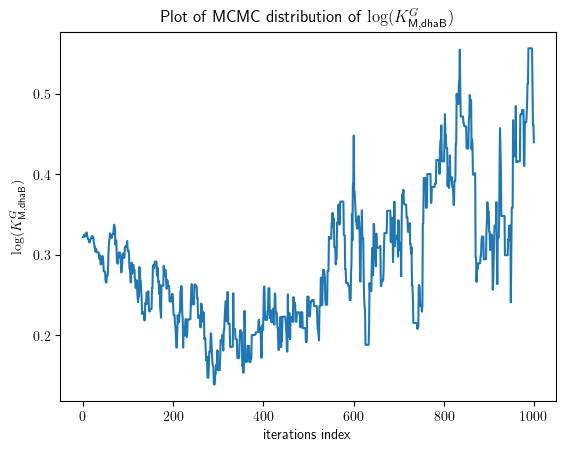 Plot of MCMC distribution of log(K^G_M,dhaB)
log(K^G_M,dhaB)
0.5
0.4
0.3
0.2
0 200 400 600 800 1000
iterations index